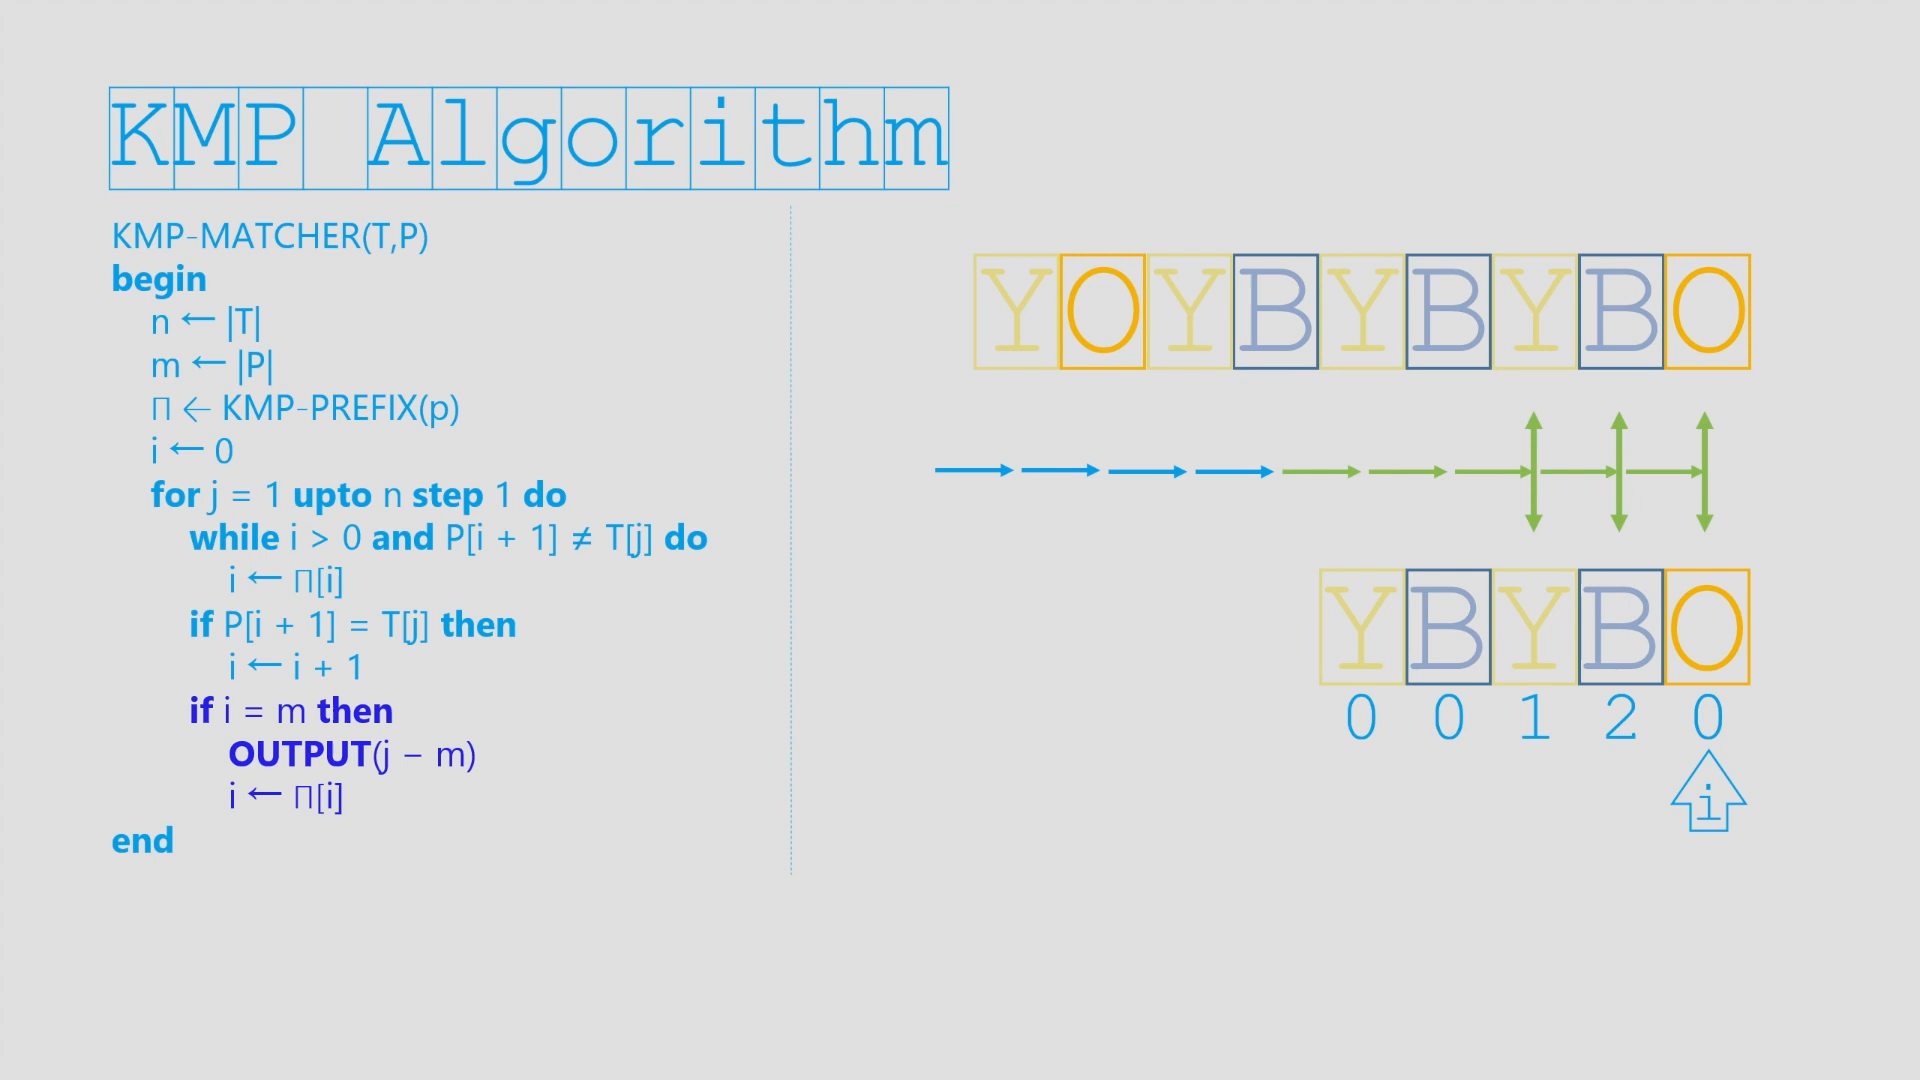 KMP Algorithm
KMP-MATCHER(T,P)
begin
n ← |T|
m ← |P|
Π ← KMP-PREFIX(p)
i ← 0
for j = 1 upto n step 1 do
while i > 0 and P[i + 1] ≠ T[j] do
i ← Π[i]
if P[i + 1] = T[j] then
i ← i + 1
if i = m then
OUTPUT(j − m)
i ← Π[i]
end
YOYBYBYBO
YBYBO
0 0 1 2 0
i